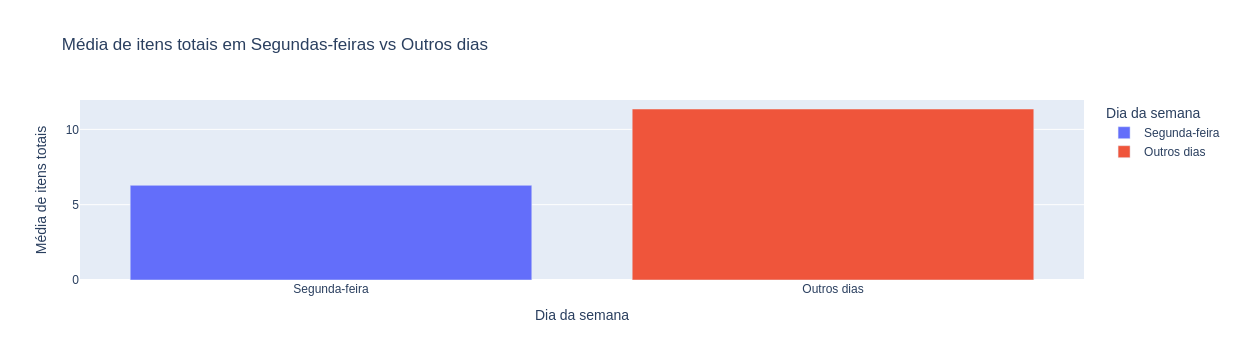 Média de itens totais em Segundas-feiras vs Outros dias
Média de itens totais
10
5
0
Segunda-feira
Outros dias
Dia da semana
Dia da semana
Segunda-feira
Outros dias